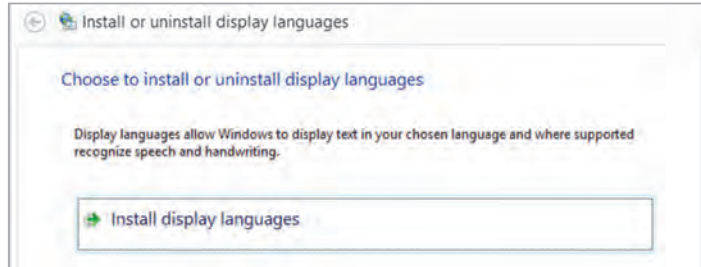 Install or uninstall display languages
Choose to install or uninstall display languages
Display languages allow Windows to display text in your chosen language and where supported
recognize speech and handwriting.
Install display languages